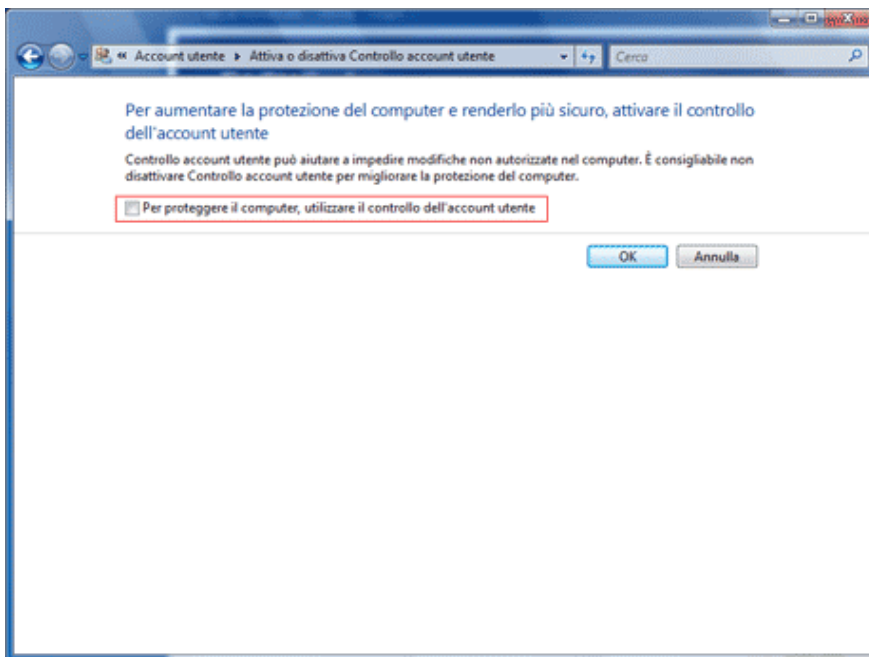 « Account utente ▸ Attiva o disattiva Controllo account utente
Cerca
Per aumentare la protezione del computer e renderlo più sicuro, attivare il controllo
dell'account utente
Controllo account utente può aiutare a impedire modifiche non autorizzate nel computer. È consigliabile non
disattivare Controllo account utente per migliorare la protezione del computer.
Per proteggere il computer, utilizzare il controllo dell'account utente
OK
Annulla